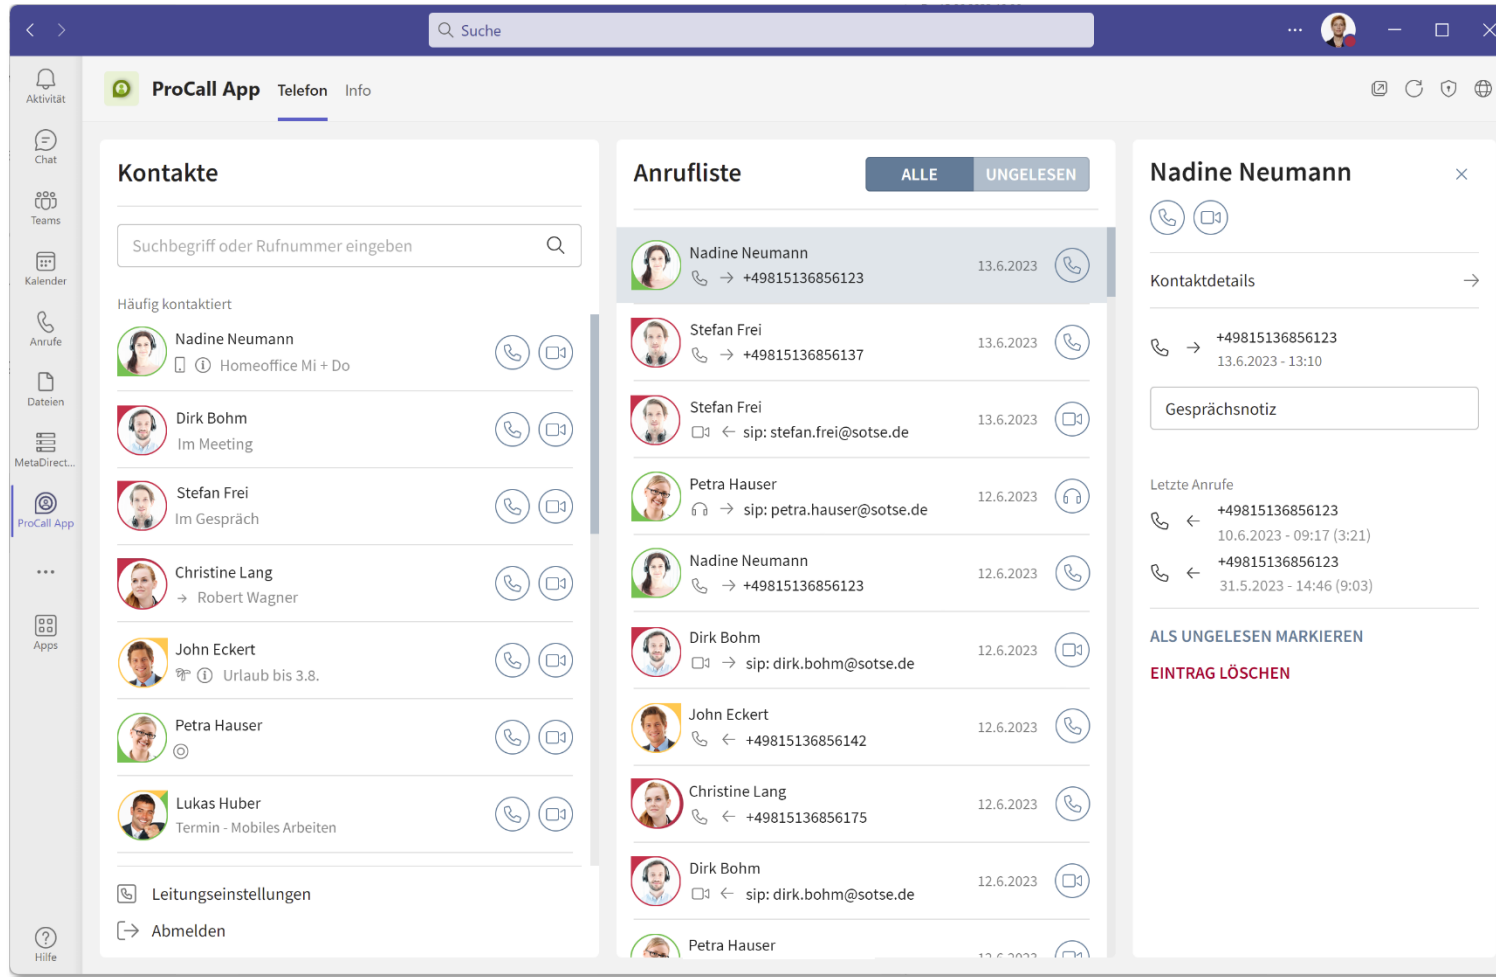 Suche
Aktivität
Chat
Teams
Kalender
Anrufe
Dateien
MetaDirect...
ProCall App
Apps
Hilfe
ProCall App Telefon Info
Kontakte
Suchbegriff oder Rufnummer eingeben
Häufig kontaktiert
Nadine Neumann
Homeoffice Mi + Do
Dirk Bohm
Im Meeting
Stefan Frei
Im Gespräch
Christine Lang
→ Robert Wagner
John Eckert
Urlaub bis 3.8.
Petra Hauser
Lukas Huber
Termin - Mobiles Arbeiten
Leitungseinstellungen
Abmelden
Anrufliste ALLE UNGELESEN
Nadine Neumann
→ +49815136856123 13.6.2023
Stefan Frei
→ +49815136856137 13.6.2023
Stefan Frei
← sip: stefan.frei@sotse.de 13.6.2023
Petra Hauser
→ sip: petra.hauser@sotse.de 12.6.2023
Nadine Neumann
→ +49815136856123 12.6.2023
Dirk Bohm
→ sip: dirk.bohm@sotse.de 12.6.2023
John Eckert
← +49815136856142 12.6.2023
Christine Lang
← +49815136856175 12.6.2023
Dirk Bohm
← sip: dirk.bohm@sotse.de 12.6.2023
Petra Hauser
12.6.2023
Nadine Neumann
Kontaktdetails →
→ +49815136856123
13.6.2023 - 13:10
Gesprächsnotiz
Letzte Anrufe
← +49815136856123
10.6.2023 - 09:17 (3:21)
← +49815136856123
31.5.2023 - 14:46 (9:03)
ALS UNGELESEN MARKIEREN
EINTRAG LÖSCHEN